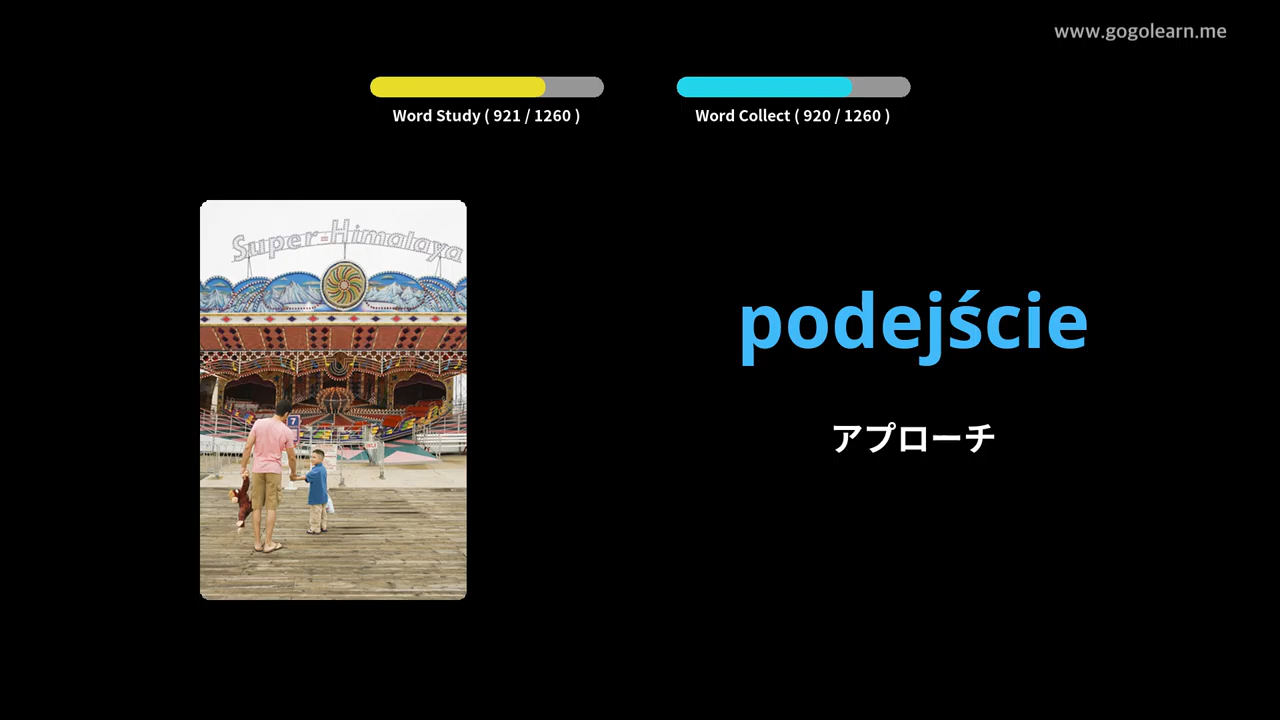 www.gogolearn.me
Word Study ( 921 / 1260 )
Word Collect ( 920 / 1260 )
Super-Himalaya
7
podejście
アプローチ